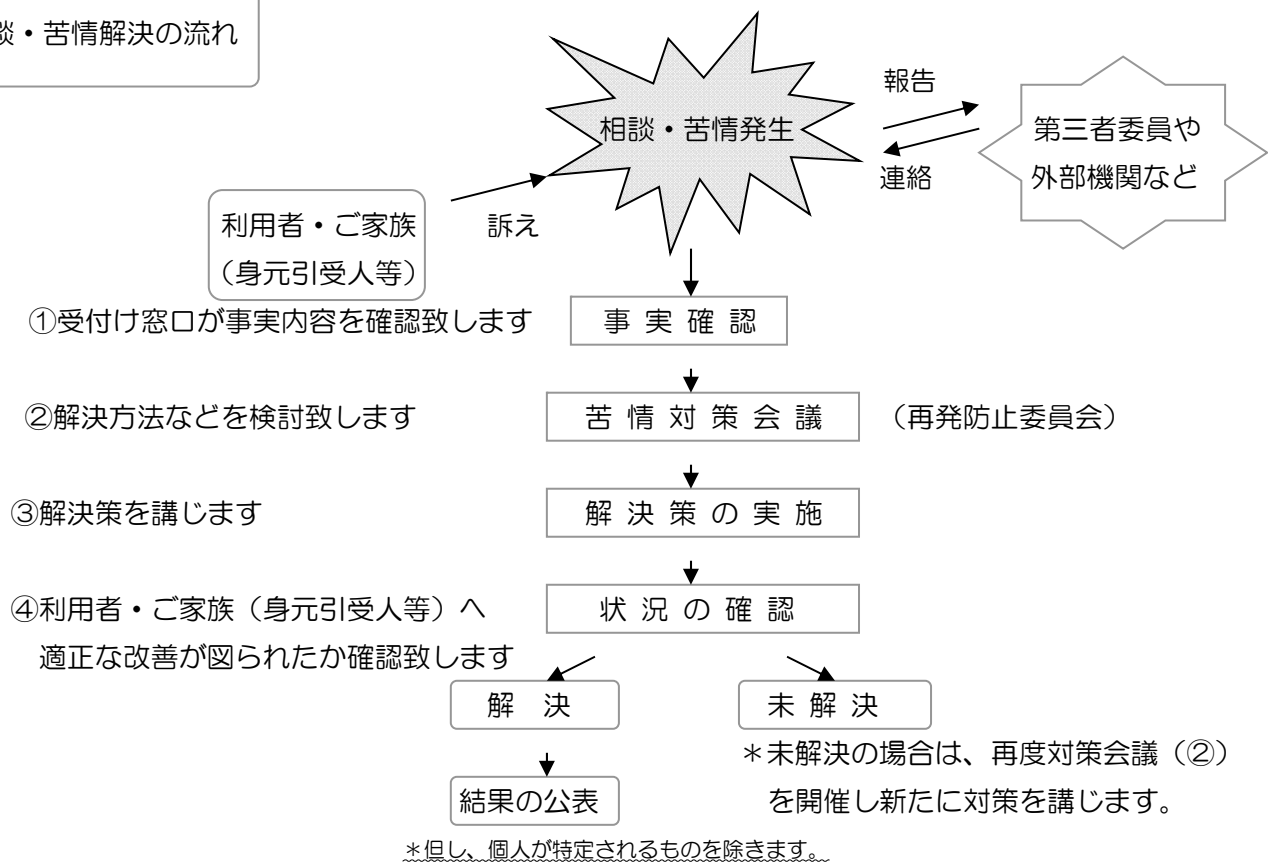 談・苦情解決の流れ
相談・苦情発生
報告
連絡
第三者委員や
外部機関など
利用者・ご家族
（身元引受人等）
訴え
①受付け窓口が事実内容を確認致します
事実確認
②解決方法などを検討致します
苦情対策会議
（再発防止委員会）
③解決策を講じます
解決策の実施
④利用者・ご家族（身元引受人等）へ
適正な改善が図られたか確認致します
状況の確認
解　決
未解決
＊未解決の場合は、再度対策会議（②）
を開催し新たに対策を講じます。
結果の公表
＊但し、個人が特定されるものを除きます。